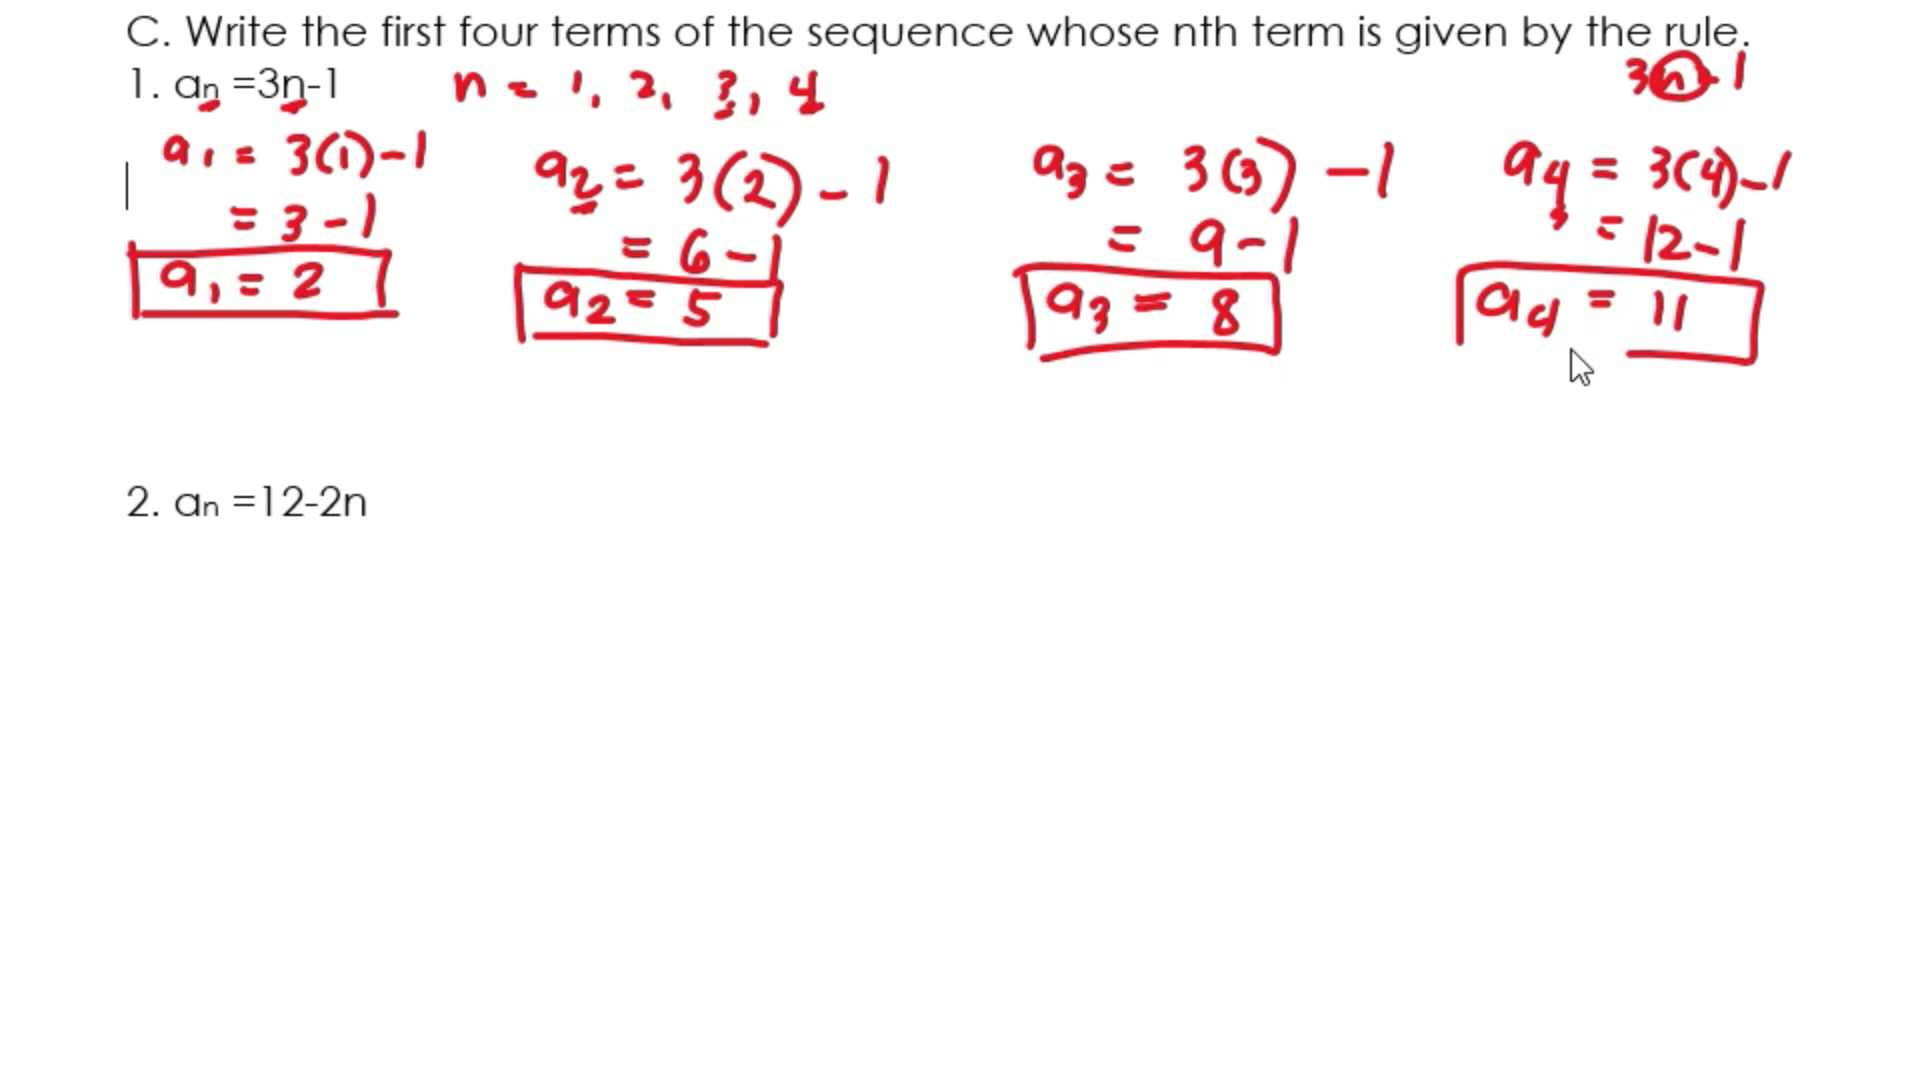 C. Write the first four terms of the sequence whose nth term is given by the rule.
1. an =3n-1 n = 1, 2, 3, 4 3n-1
a1 = 3(1)-1 a2 = 3(2)-1 a3 = 3(3)-1 a4 = 3(4)-1
= 3-1 = 6-1 = 9-1 = 12-1
a1 = 2 a2 = 5 a3 = 8 a4 = 11
2. an =12-2n